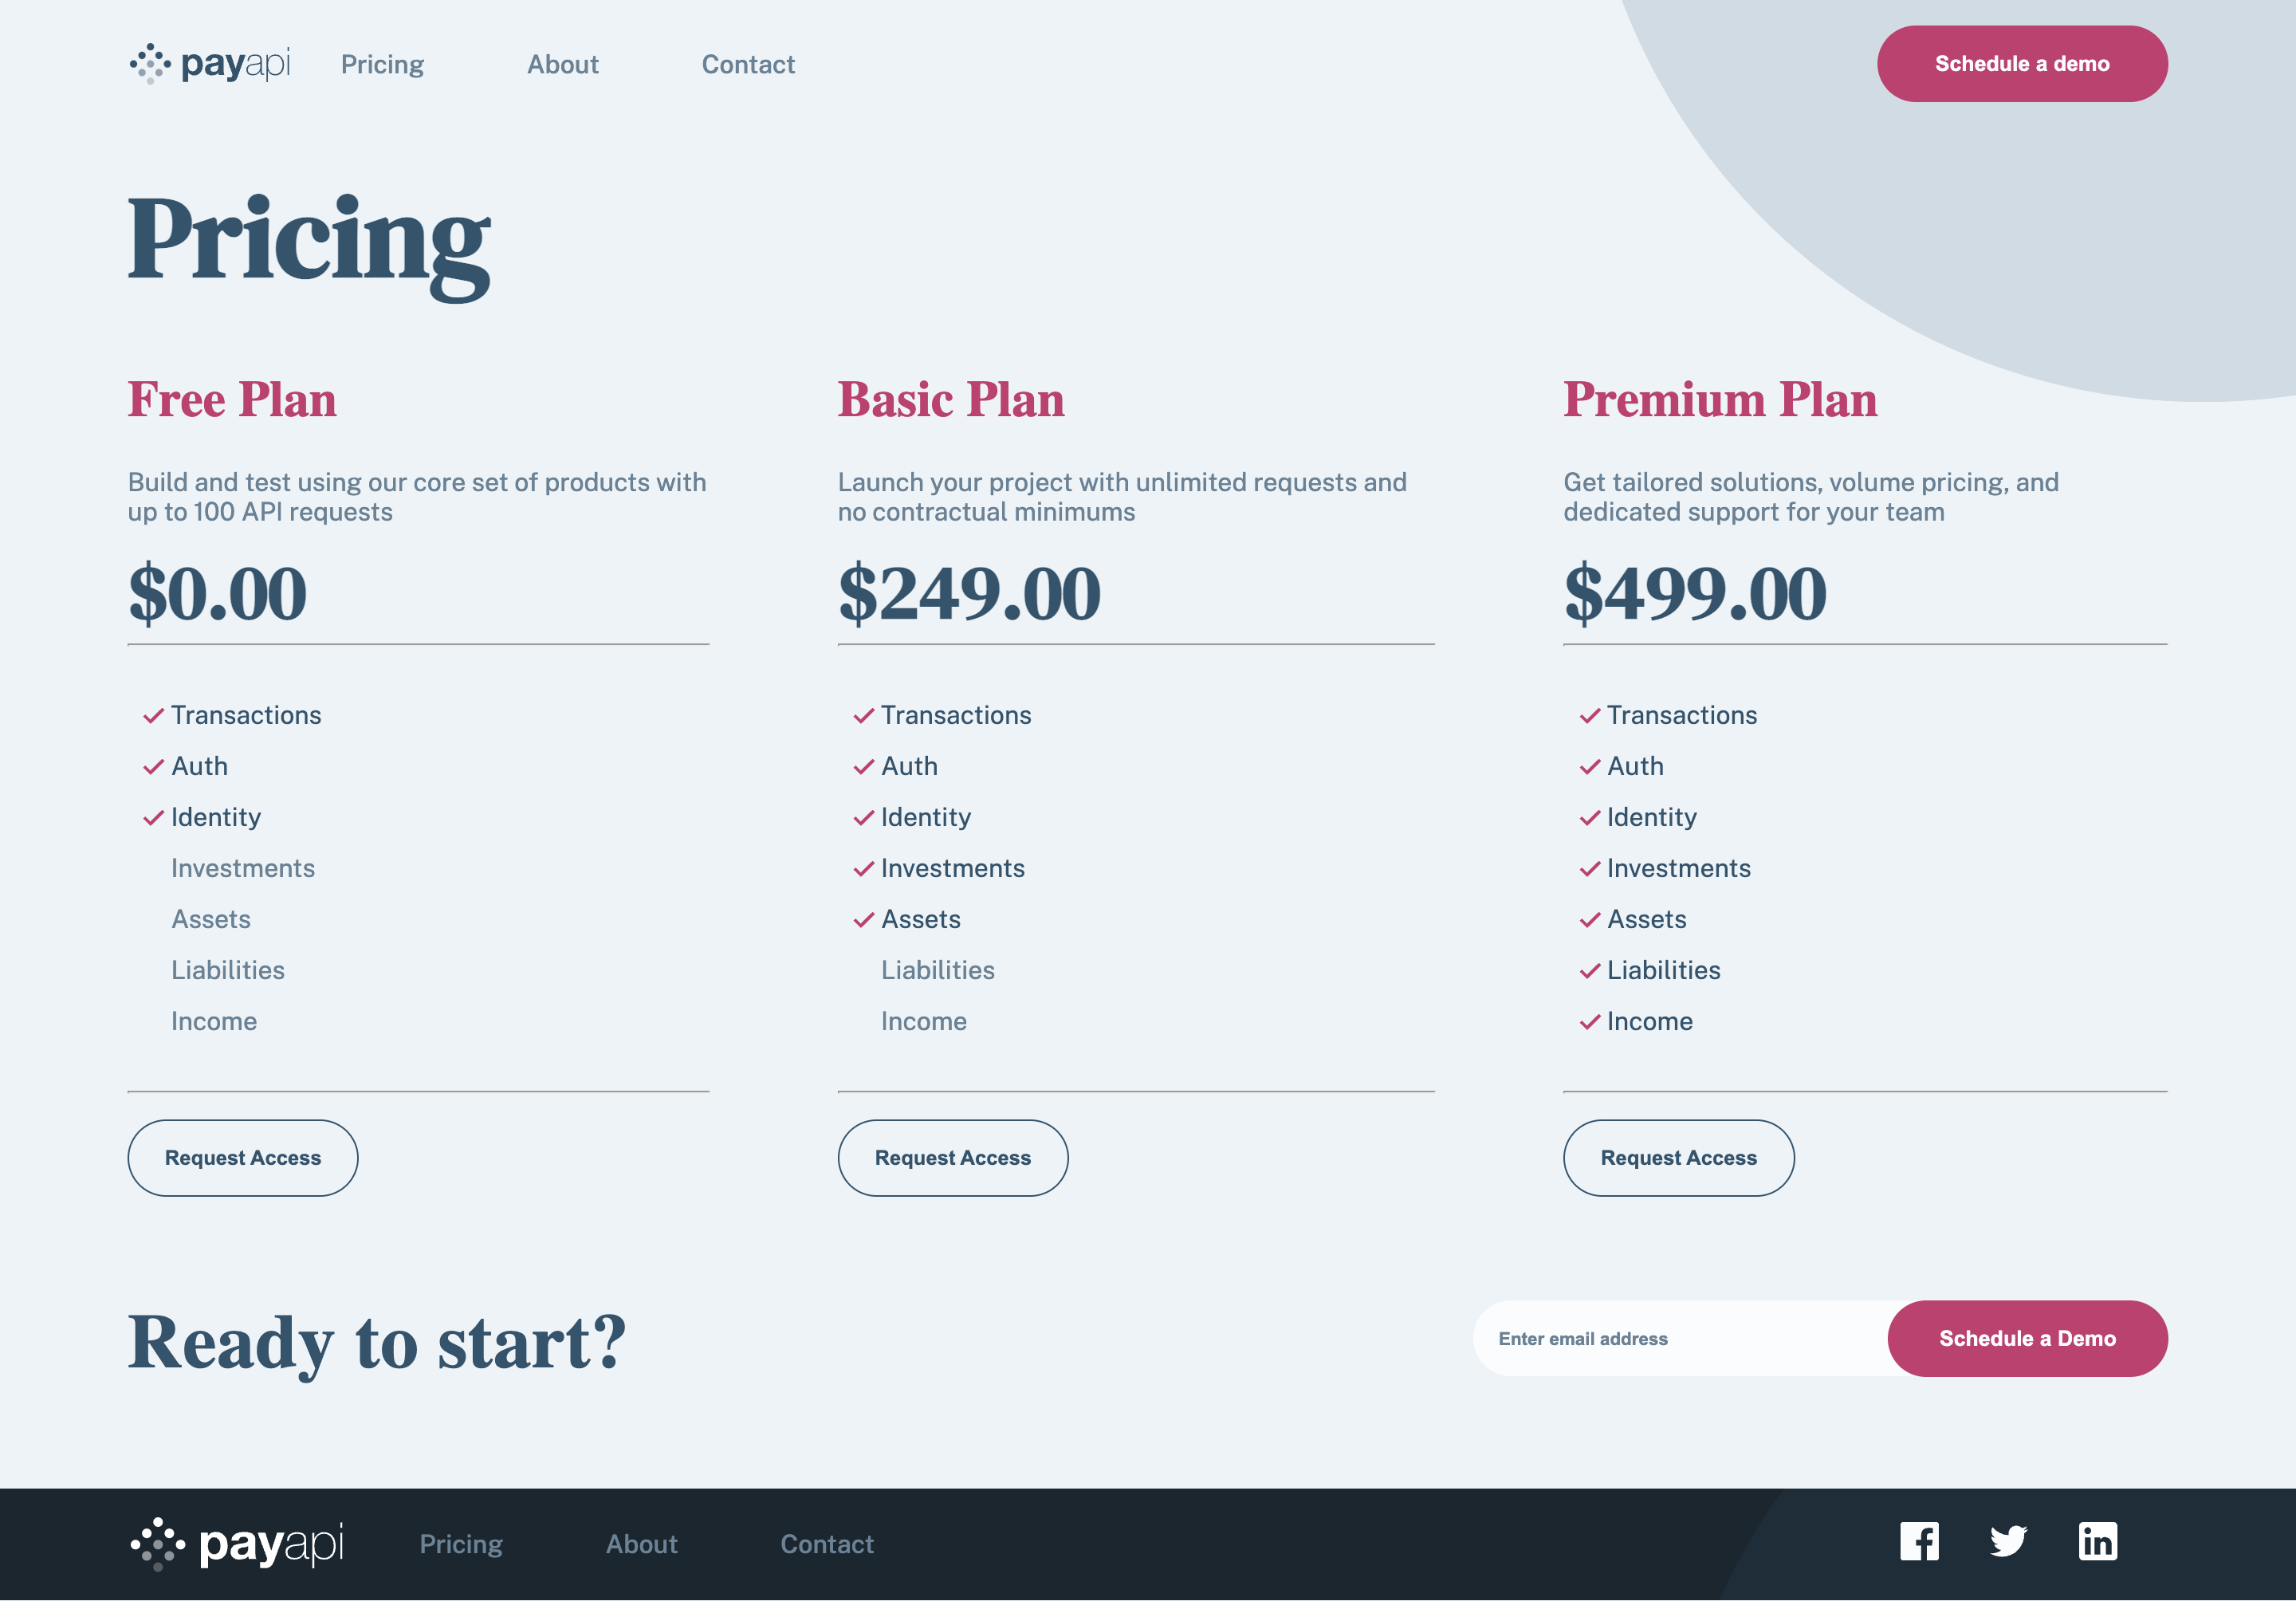 payapi Pricing About Contact Schedule a demo
Pricing
Free Plan
Build and test using our core set of products with
up to 100 API requests
$0.00
Transactions
Auth
Identity
Investments
Assets
Liabilities
Income
Request Access
Basic Plan
Launch your project with unlimited requests and
no contractual minimums
$249.00
Transactions
Auth
Identity
Investments
Assets
Liabilities
Income
Request Access
Premium Plan
Get tailored solutions, volume pricing, and
dedicated support for your team
$499.00
Transactions
Auth
Identity
Investments
Assets
Liabilities
Income
Request Access
Ready to start?
Enter email address Schedule a Demo
payapi Pricing About Contact